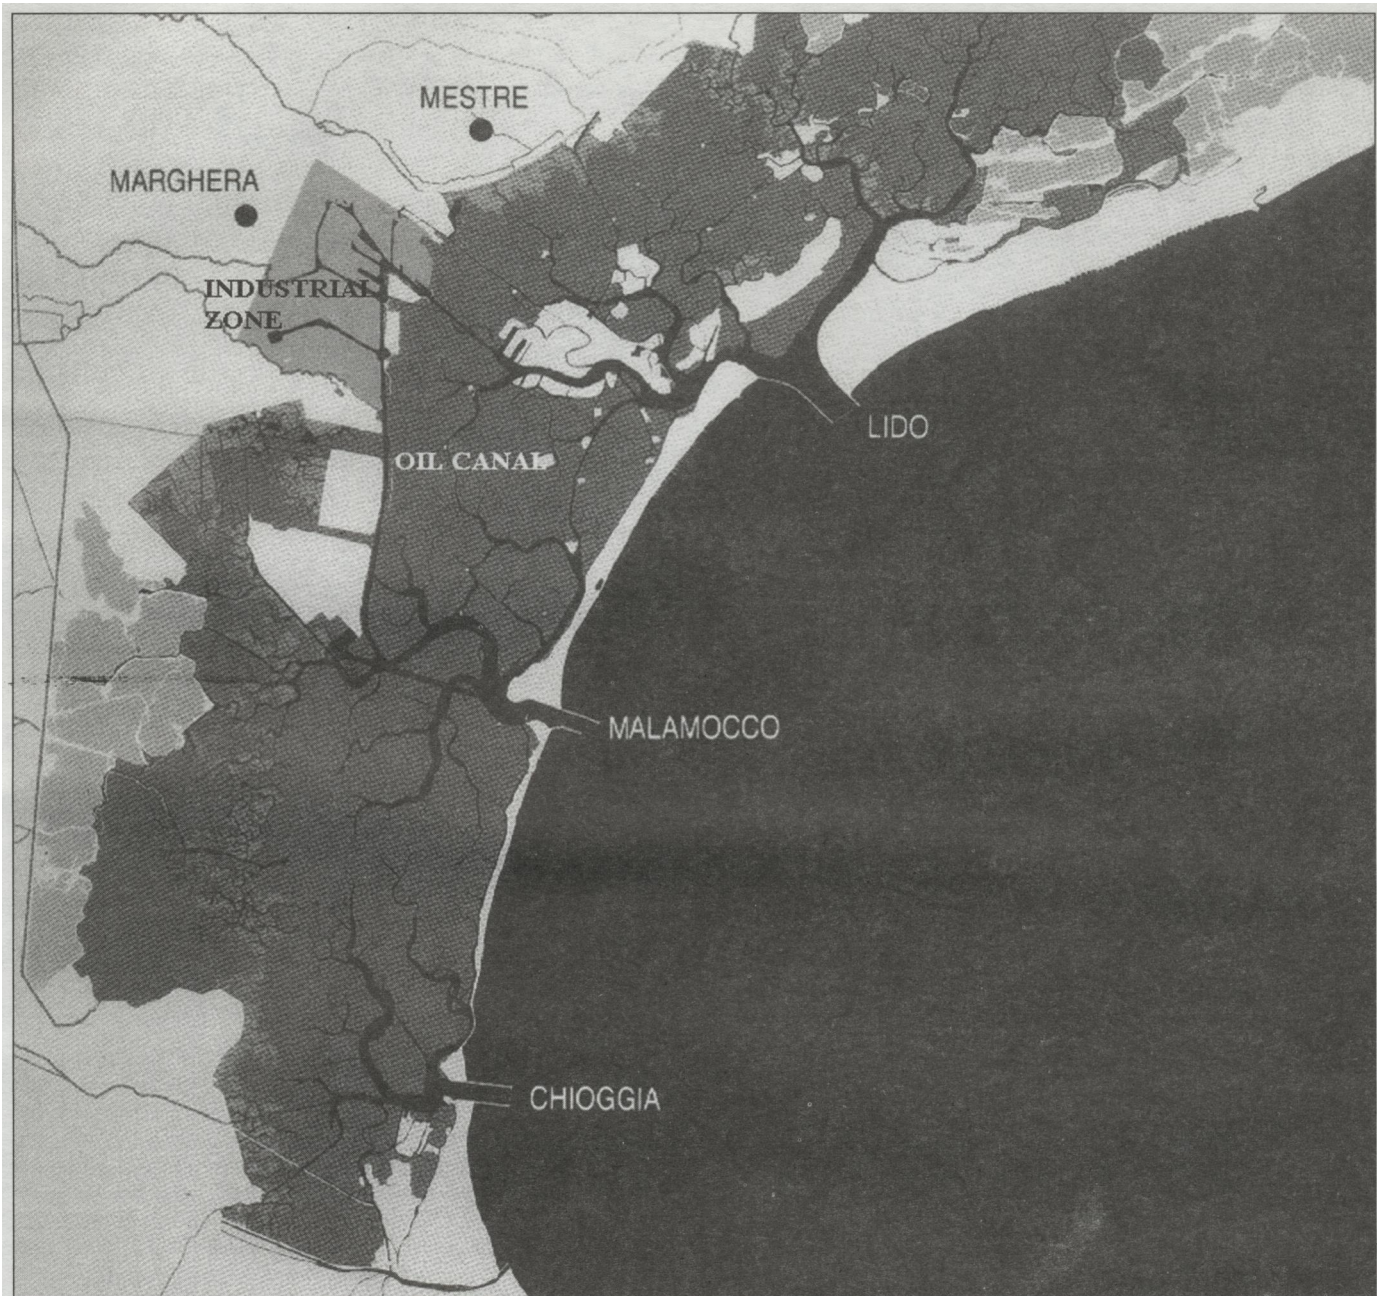 MESTRE
MARGHERA
INDUSTRIAL
ZONE
LIDO
OIL CANAL
MALAMOCCO
CHIOGGIA